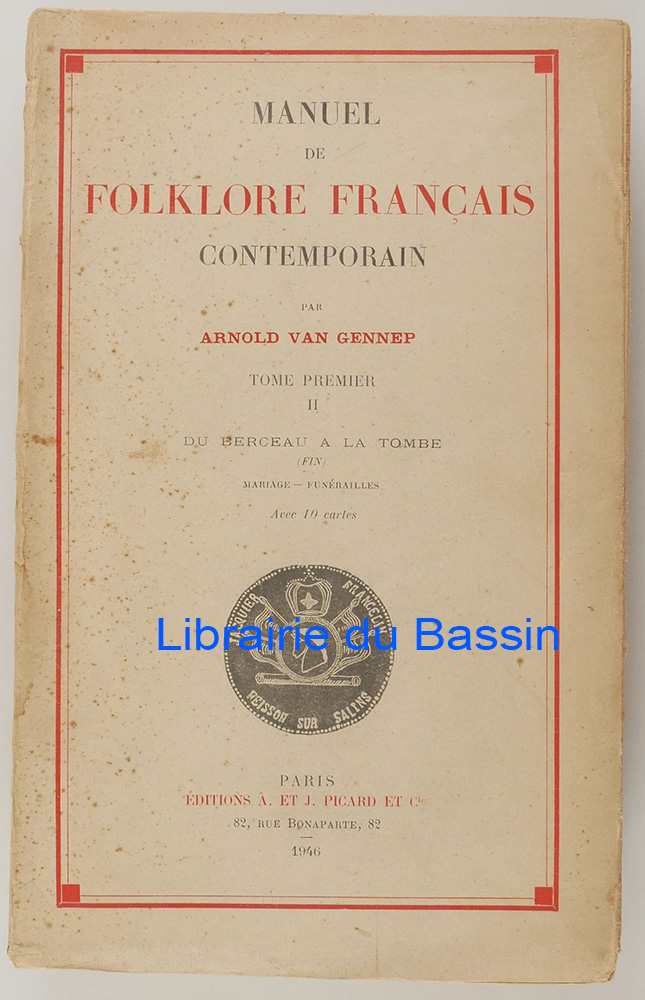 MANUEL
DE
FOLKLORE FRANÇAIS
CONTEMPORAIN
PAR
ARNOLD VAN GENNEP
TOME PREMIER
II
DU BERCEAU A LA TOMBE
(FIN)
MARIAGE — FUNÉRAILLES
Avec 10 cartes
FRANCELIN
Librairie du Bassin
BEISSON SUR SALINS
PARIS
ÉDITIONS A. ET J. PICARD ET Cie
82, RUE BONAPARTE, 82
1946